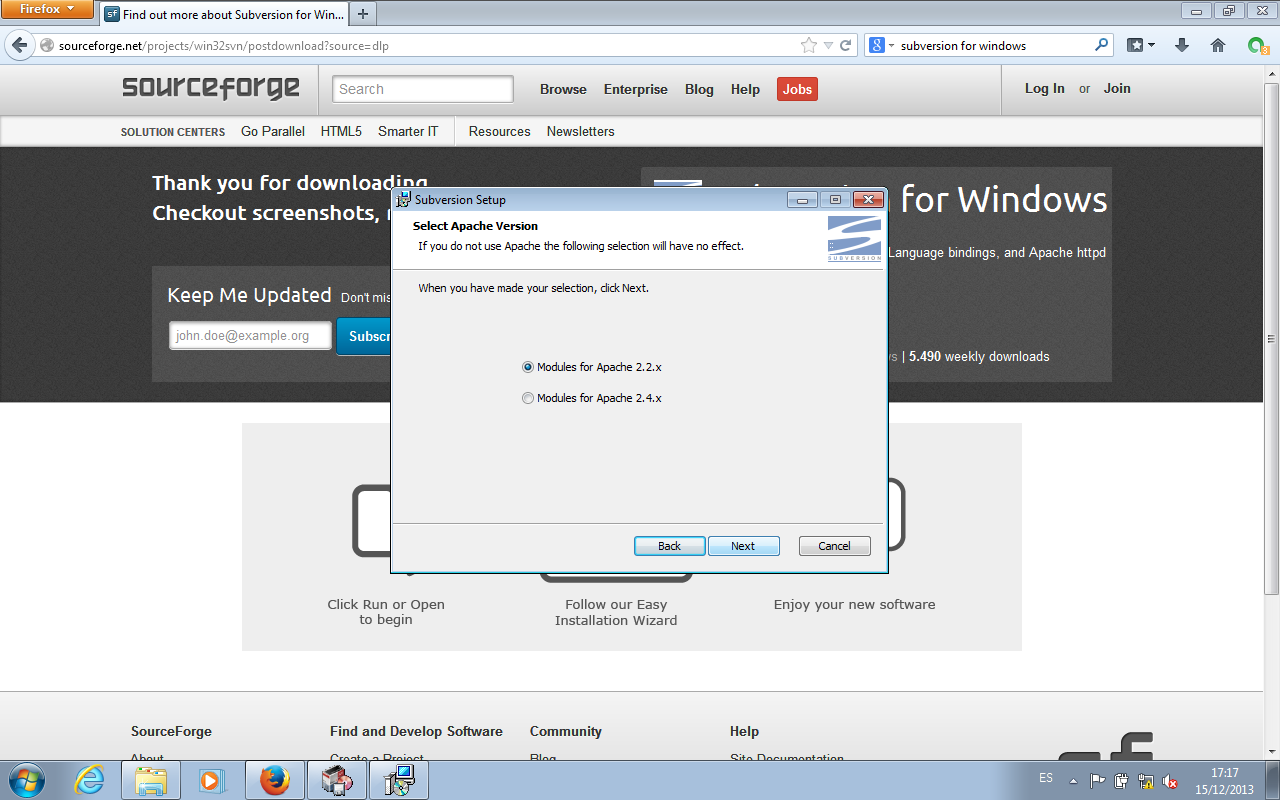 Firefox
Find out more about Subversion for Win...
sourceforge.net/projects/win32svn/postdownload?source=dlp
subversion for windows
3
sourceforge
Search
Browse
Enterprise
Blog
Help
Jobs
Log In or Join
SOLUTION CENTERS
Go Parallel
HTML5
Smarter IT
Resources
Newsletters
Thank you for downloading
Checkout screenshots,
for Windows
Language bindings, and Apache httpd
Keep Me Updated
Don't
john.doe@example.org
| 5.490 weekly downloads
Subversion Setup
Select Apache Version
If you do not use Apache the following selection will have no effect.
SUBVERSION
When you have made your selection, click Next.
Modules for Apache 2.2.x
Modules for Apache 2.4.x
Back
Next
Cancel
Click Run or Open
to begin
Follow our Easy
Installation Wizard
Enjoy your new software
SourceForge
Find and Develop Software
Community
Help
About
Create a Project
Blog
Site Documentation
sf
ES
17:17
15/12/2013